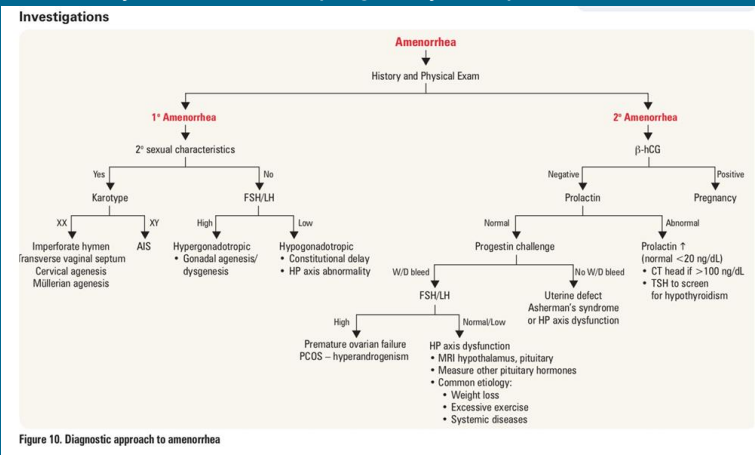 Investigations
Amenorrhea
History and Physical Exam
1° Amenorrhea
2° Amenorrhea
2° sexual characteristics
β-hCG
Yes
No
Negative
Positive
Karotype
FSH/LH
Prolactin
Pregnancy
XX
XY
High
Low
Normal
Abnormal
Imperforate hymen
Transverse vaginal septum
Cervical agenesis
Müllerian agenesis
AIS
Hypergonadotropic
• Gonadal agenesis/
dysgenesis
Hypogonadotropic
• Constitutional delay
• HP axis abnormality
Progestin challenge
Prolactin ↑
(normal <20 ng/dL)
• CT head if >100 ng/dL
• TSH to screen
for hypothyroidism
W/D bleed
No W/D bleed
FSH/LH
Uterine defect
Asherman's syndrome
or HP axis dysfunction
High
Normal/Low
Premature ovarian failure
PCOS – hyperandrogenism
HP axis dysfunction
• MRI hypothalamus, pituitary
• Measure other pituitary hormones
• Common etiology:
• Weight loss
• Excessive exercise
• Systemic diseases
Figure 10. Diagnostic approach to amenorrhea